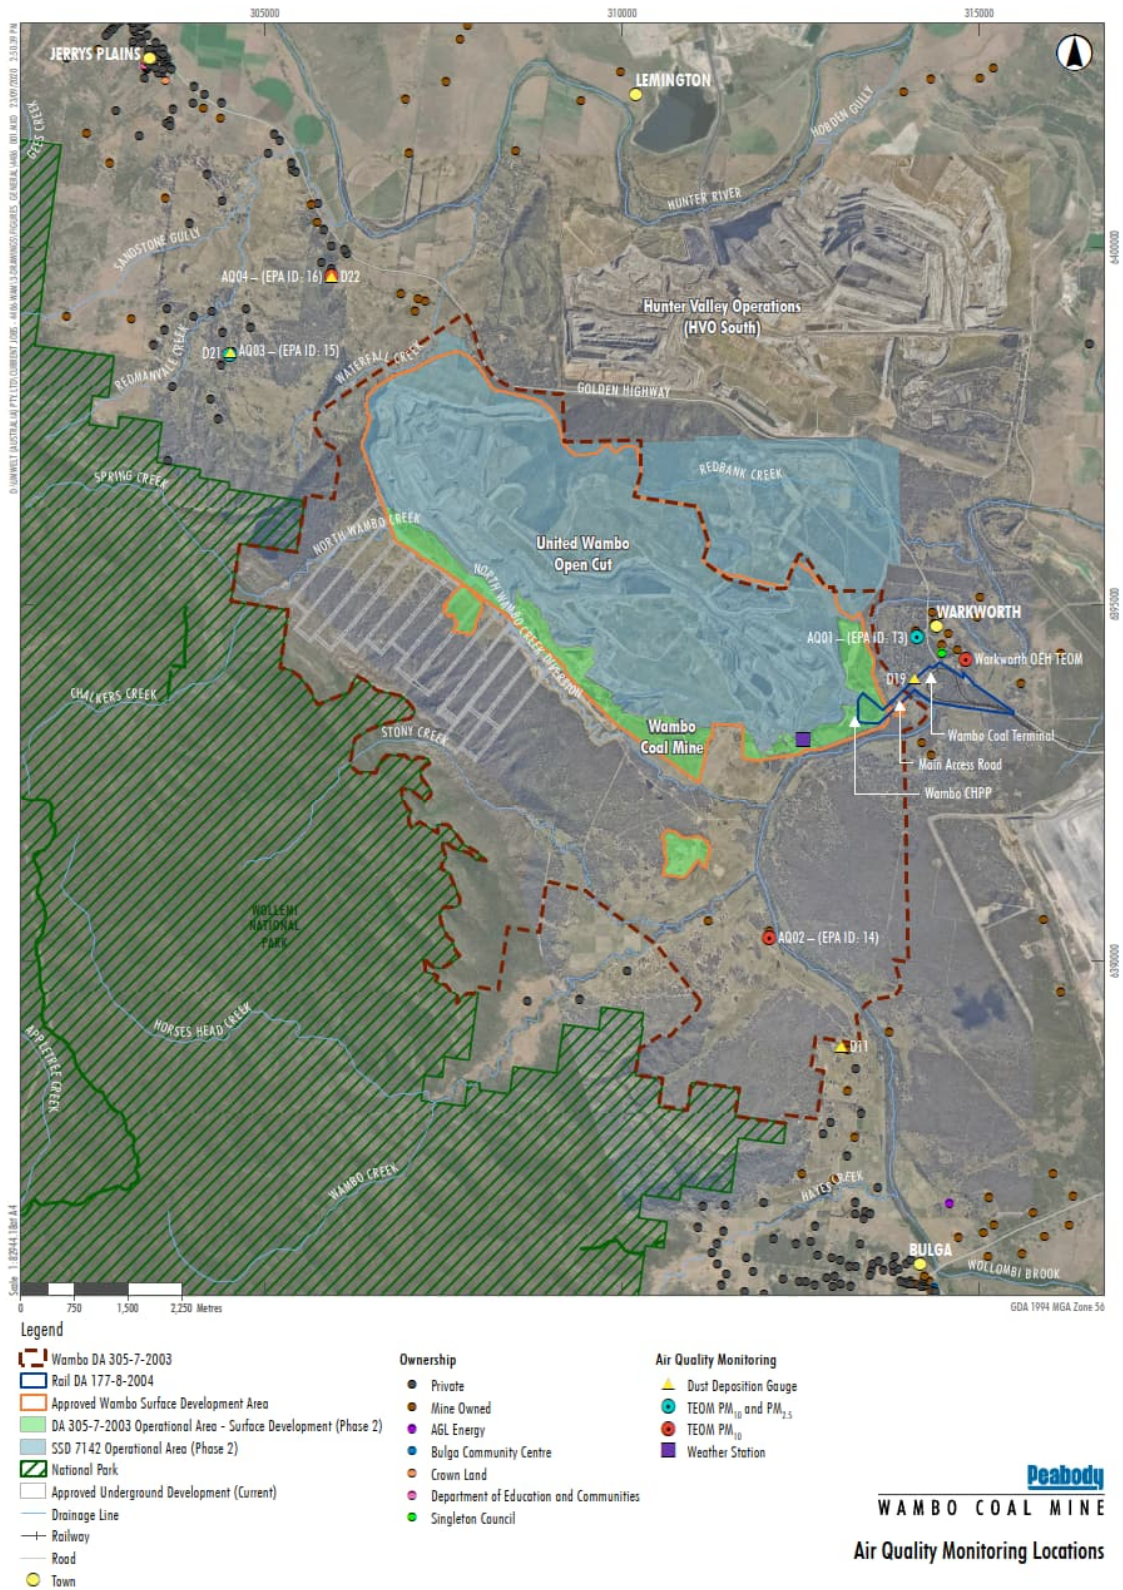 305000
310000
315000
JERRYS PLAINS
LEMINGTON
GEES CREEK
HOBDEN GULLY
HUNTER RIVER
SANDSTONE GULLY
6400000
AQ04 – (EPA ID: 16) D22
Hunter Valley Operations
(HVO South)
D21 AQ03 – (EPA ID: 15)
REDMANVALE CREEK
WATERFALL CREEK
GOLDEN HIGHWAY
SPRING CREEK
REDBANK CREEK
NORTH WAMBO CREEK
United Wambo
Open Cut
NORTH WAMBO CREEK DIVERSION
6395000
WARKWORTH
AQ01 – (EPA ID: 13)
Warkworth OEH TEOM
D19
CHALKERS CREEK
STONY CREEK
Wambo
Coal Mine
Wambo Coal Terminal
Main Access Road
Wambo CHPP
WOLLEMI
NATIONAL
PARK
AQ02 – (EPA ID: 14)
6390000
HORSES HEAD CREEK
APPLETREE CREEK
D11
WAMBO CREEK
HAYES CREEK
BULGA
WOLLOMBI BROOK
Scale 1:82944.18at A4
0 750 1,500 2,250 Metres
GDA 1994 MGA Zone 56
Legend
Wambo DA 305-7-2003
Rail DA 177-8-2004
Approved Wambo Surface Development Area
DA 305-7-2003 Operational Area - Surface Development (Phase 2)
SSD 7142 Operational Area (Phase 2)
National Park
Approved Underground Development (Current)
Drainage Line
Railway
Road
Town
Ownership
Private
Mine Owned
AGL Energy
Bulga Community Centre
Crown Land
Department of Education and Communities
Singleton Council
Air Quality Monitoring
Dust Deposition Gauge
TEOM PM10 and PM2.5
TEOM PM10
Weather Station
Peabody
WAMBO COAL MINE
Air Quality Monitoring Locations